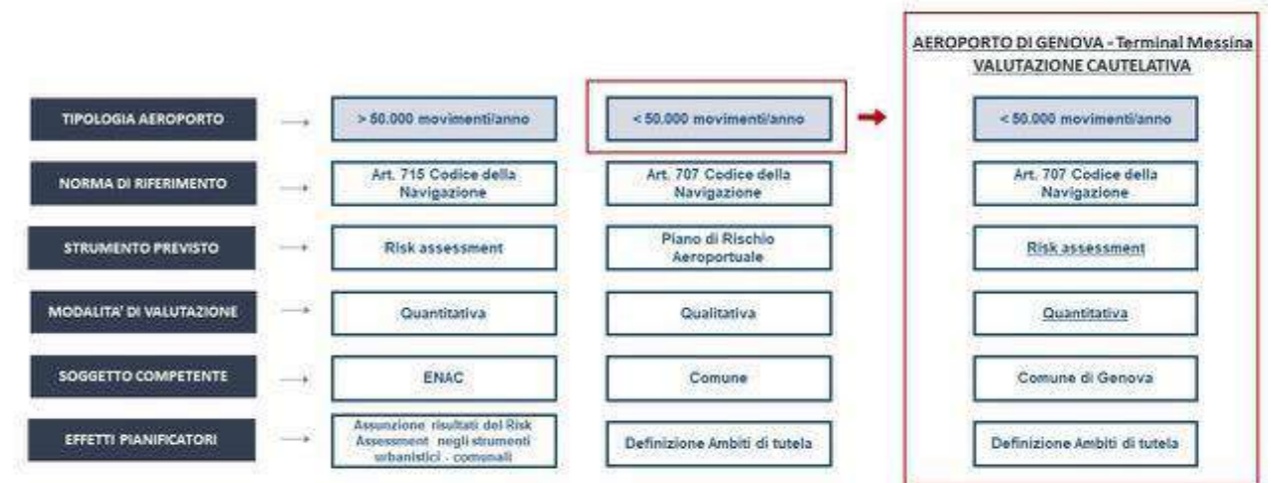 AEROPORTO DI GENOVA - Terminal Messina
VALUTAZIONE CAUTELATIVA
TIPOLOGIA AEROPORTO
> 50.000 movimenti/anno
< 50.000 movimenti/anno
< 50.000 movimenti/anno
NORMA DI RIFERIMENTO
Art. 715 Codice della
Navigazione
Art. 707 Codice della
Navigazione
Art. 707 Codice della
Navigazione
STRUMENTO PREVISTO
Risk assessment
Piano di Rischio
Aeroportuale
Risk assessment
MODALITA' DI VALUTAZIONE
Quantitativa
Qualitativa
Quantitativa
SOGGETTO COMPETENTE
ENAC
Comune
Comune di Genova
EFFETTI PIANIFICATORI
Assunzione risultati del Risk
Assessment negli strumenti
urbanistici - comunali
Definizione Ambiti di tutela
Definizione Ambiti di tutela